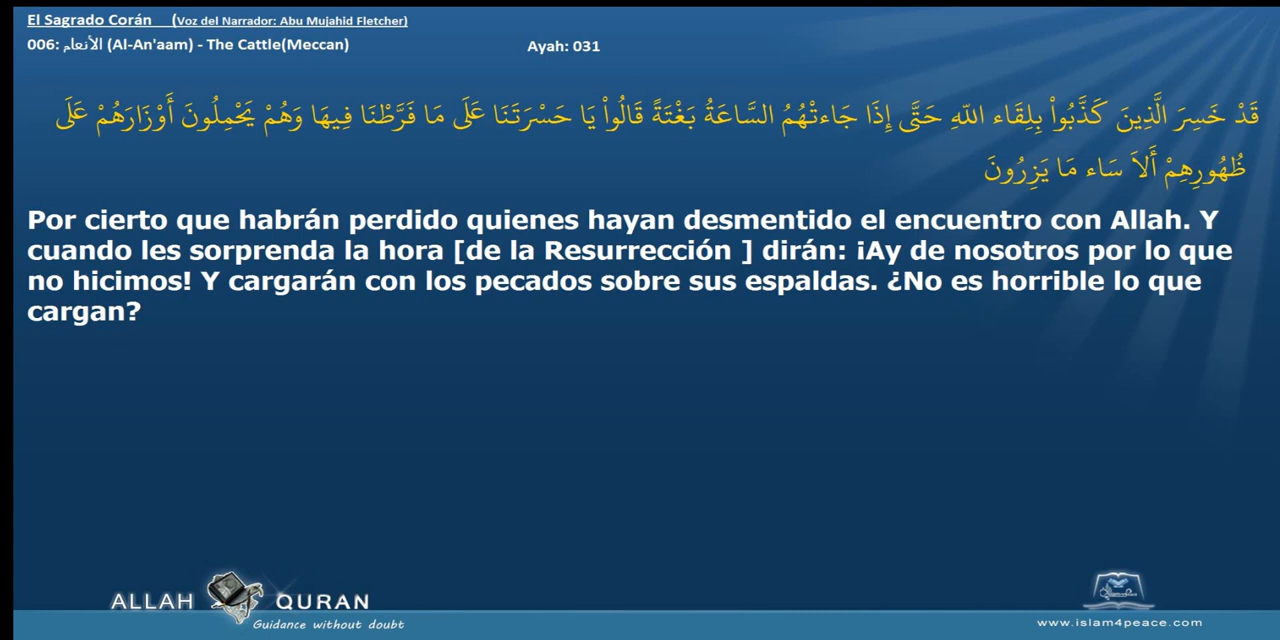 El Sagrado Corán (Voz del Narrador: Abu Mujahid Fletcher)
006: الأنعام (Al-An'aam) - The Cattle(Meccan) Ayah: 031
قَدْ خَسِرَ الَّذِينَ كَذَّبُواْ بِلِقَاء اللّهِ حَتَّى إِذَا جَاءتْهُمُ السَّاعَةُ بَغْتَةً قَالُواْ يَا حَسْرَتَنَا عَلَى مَا فَرَّطْنَا فِيهَا وَهُمْ يَحْمِلُونَ أَوْزَارَهُمْ عَلَى
ظُهُورِهِمْ أَلاَ سَاء مَا يَزِرُونَ
Por cierto que habrán perdido quienes hayan desmentido el encuentro con Allah. Y
cuando les sorprenda la hora [de la Resurrección ] dirán: ¡Ay de nosotros por lo que
no hicimos! Y cargarán con los pecados sobre sus espaldas. ¿No es horrible lo que
cargan?
ALLAH QURAN
Guidance without doubt
www.islam4peace.com